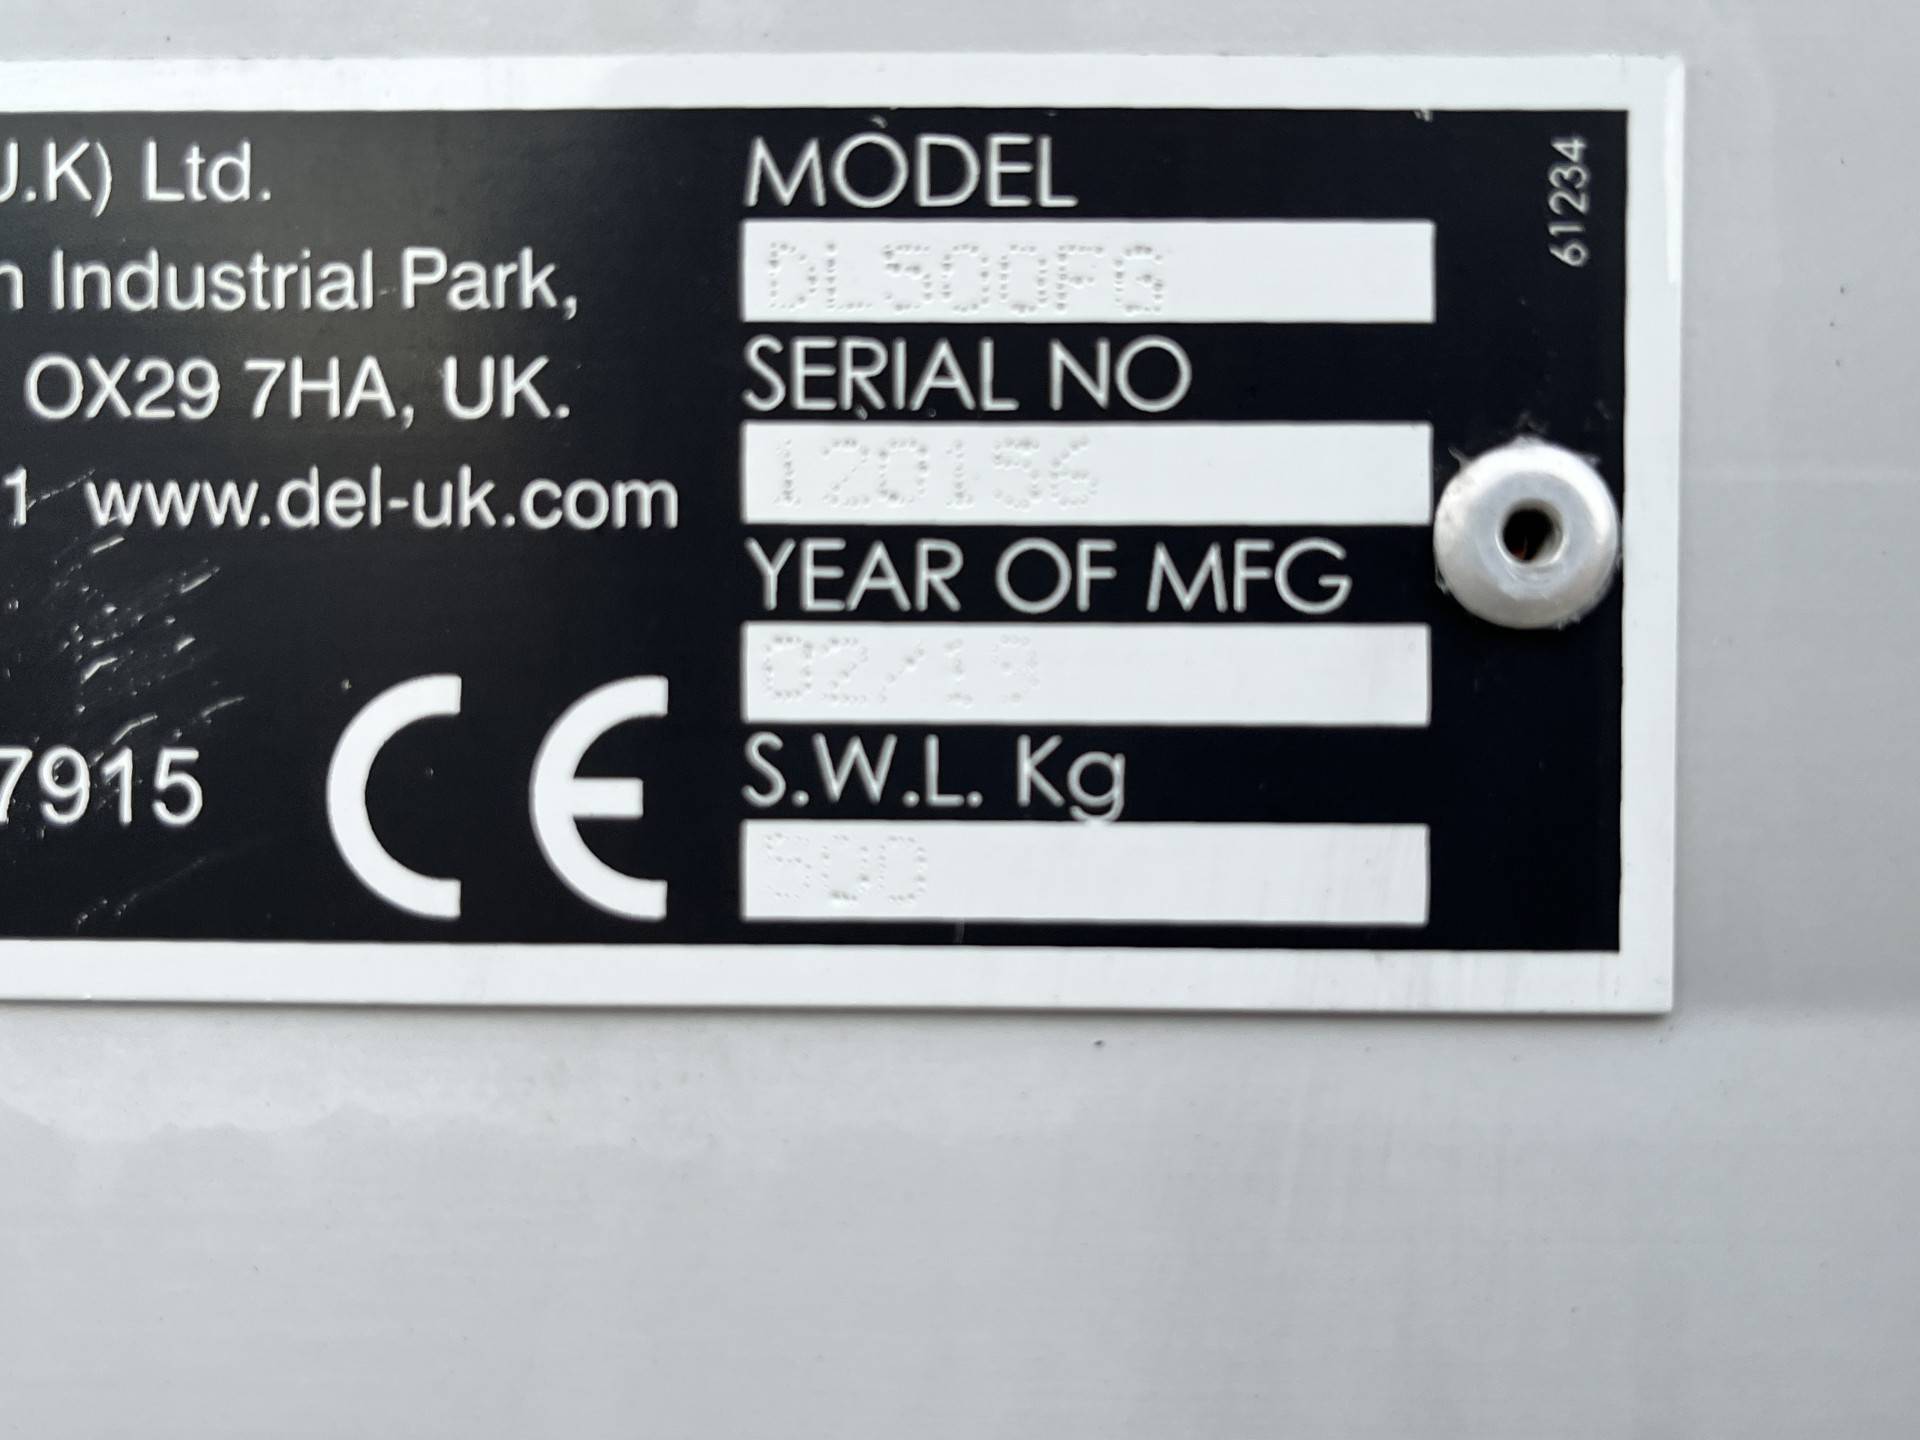 U.K) Ltd.
Industrial Park,
OX29 7HA, UK.
1 www.del-uk.com
7915
CE
MODEL
DL500FG
SERIAL NO
120156
YEAR OF MFG
02/19
S.W.L. Kg
500
61234